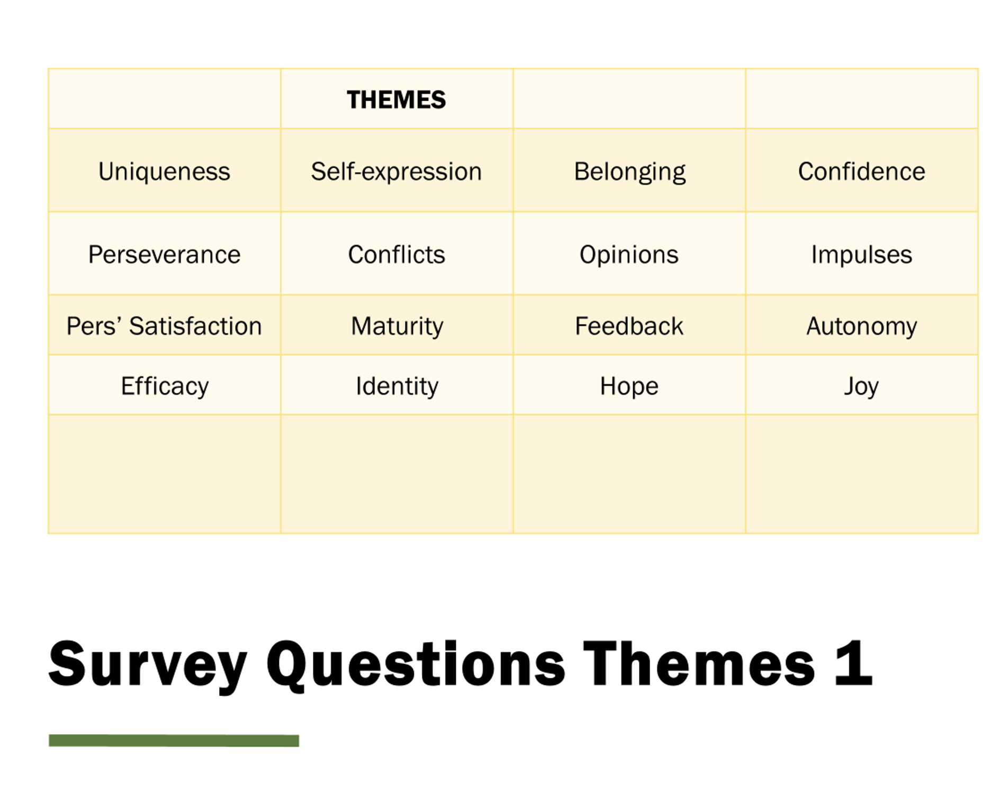 THEMES
Uniqueness Self-expression Belonging Confidence
Perseverance Conflicts Opinions Impulses
Pers’ Satisfaction Maturity Feedback Autonomy
Efficacy Identity Hope Joy
Survey Questions Themes 1